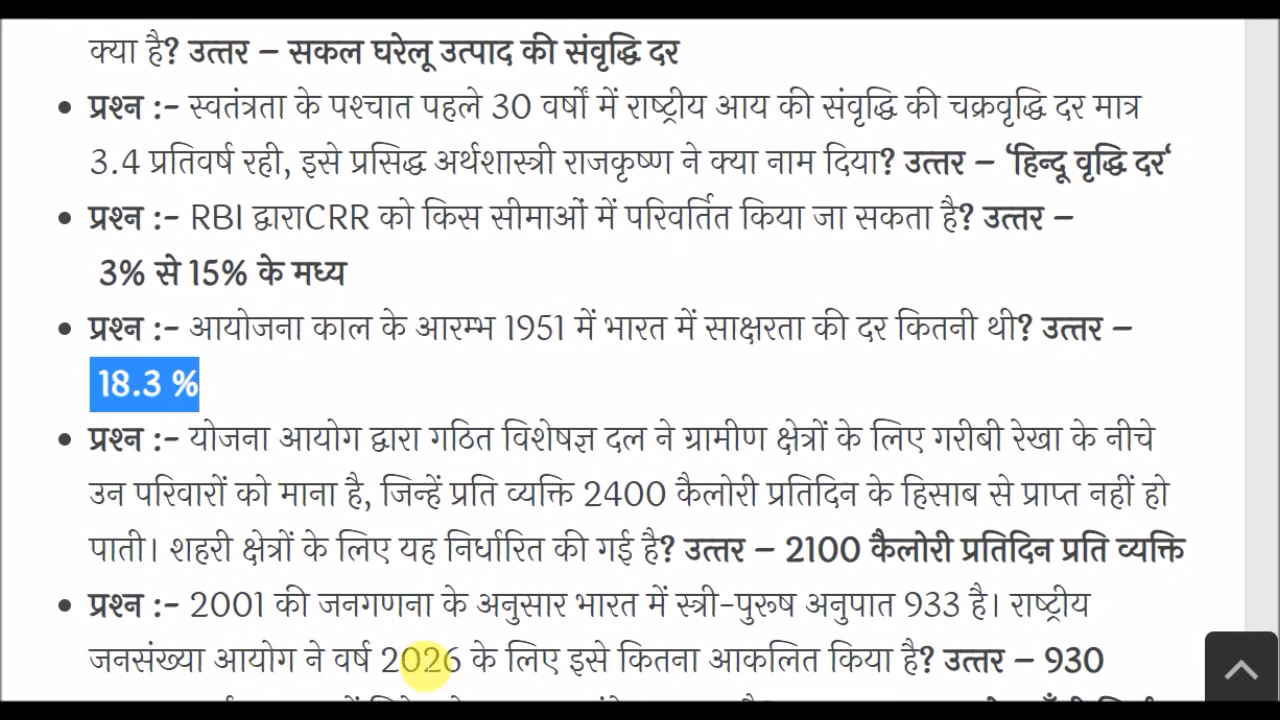 क्या है? उत्तर – सकल घरेलू उत्पाद की संवृद्धि दर
• प्रश्न :- स्वतंत्रता के पश्चात पहले 30 वर्षों में राष्ट्रीय आय की संवृद्धि की चक्रवृद्धि दर मात्र
3.4 प्रतिवर्ष रही, इसे प्रसिद्ध अर्थशास्त्री राजकृष्ण ने क्या नाम दिया? उत्तर – ‘हिन्दू वृद्धि दर‘
• प्रश्न :- RBI द्वाराCRR को किस सीमाओं में परिवर्तित किया जा सकता है? उत्तर –
3% से 15% के मध्य
• प्रश्न :- आयोजना काल के आरम्भ 1951 में भारत में साक्षरता की दर कितनी थी? उत्तर –
18.3 %
• प्रश्न :- योजना आयोग द्वारा गठित विशेषज्ञ दल ने ग्रामीण क्षेत्रों के लिए गरीबी रेखा के नीचे
उन परिवारों को माना है, जिन्हें प्रति व्यक्ति 2400 कैलोरी प्रतिदिन के हिसाब से प्राप्त नहीं हो
पाती। शहरी क्षेत्रों के लिए यह निर्धारित की गई है? उत्तर – 2100 कैलोरी प्रतिदिन प्रति व्यक्ति
• प्रश्न :- 2001 की जनगणना के अनुसार भारत में स्त्री-पुरुष अनुपात 933 है। राष्ट्रीय
जनसंख्या आयोग ने वर्ष 2026 के लिए इसे कितना आकलित किया है? उत्तर – 930